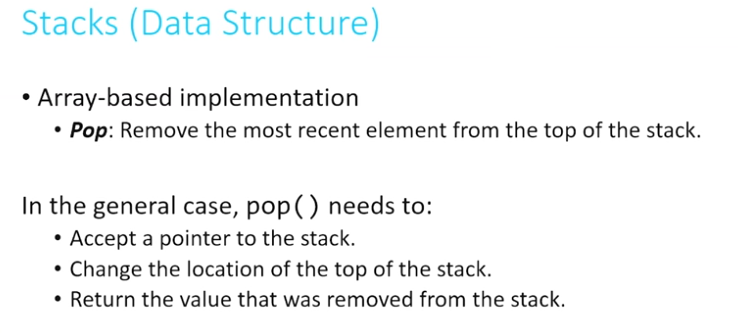 Stacks (Data Structure)
• Array-based implementation
• Pop: Remove the most recent element from the top of the stack.
In the general case, pop() needs to:
• Accept a pointer to the stack.
• Change the location of the top of the stack.
• Return the value that was removed from the stack.